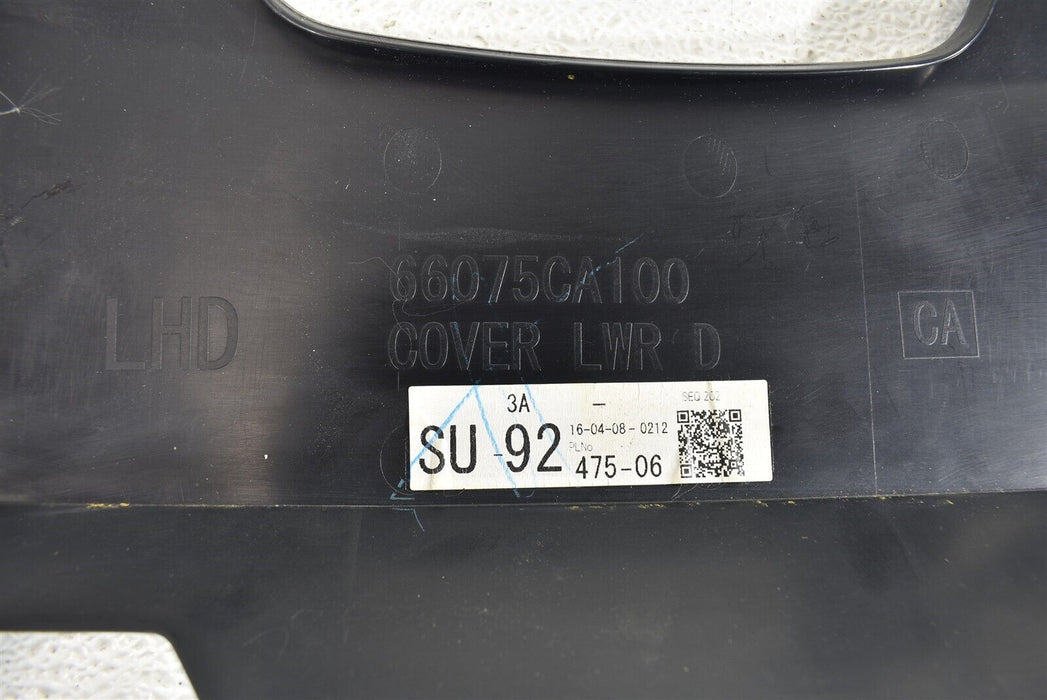 66075CA100
LHD
COVER LWR D
CA
3A –
SEQ 202
SU-92
16-04-08-0212
PLNo
475-06